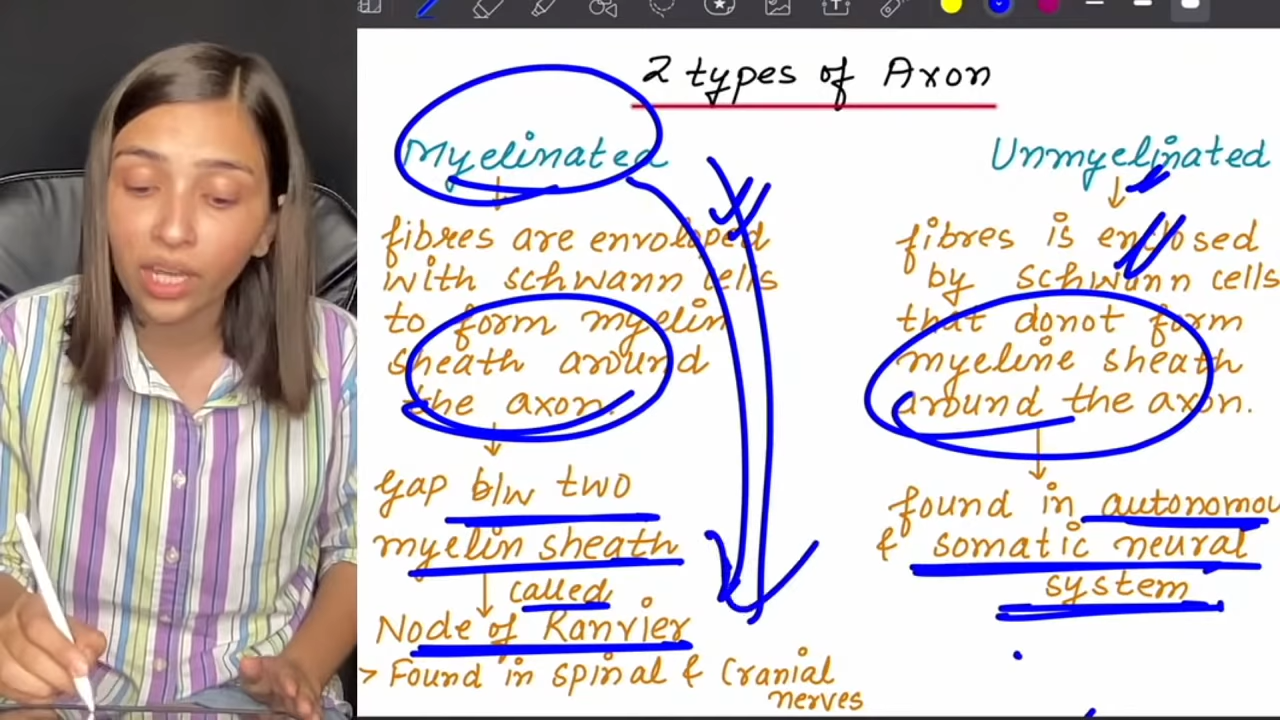 2 types of Axon
Myelinated
fibres are enveloped
with schwann cells
to form myelin
sheath around
the axon.
Gap b/w two
myelin sheath
called
Node of Ranvier
> Found in spinal & Cranial
nerves
Unmyelinated
fibres is enclosed
by schwann cells
that donot form
myeline sheath
around the axon.
found in autonomou
& somatic neural
system